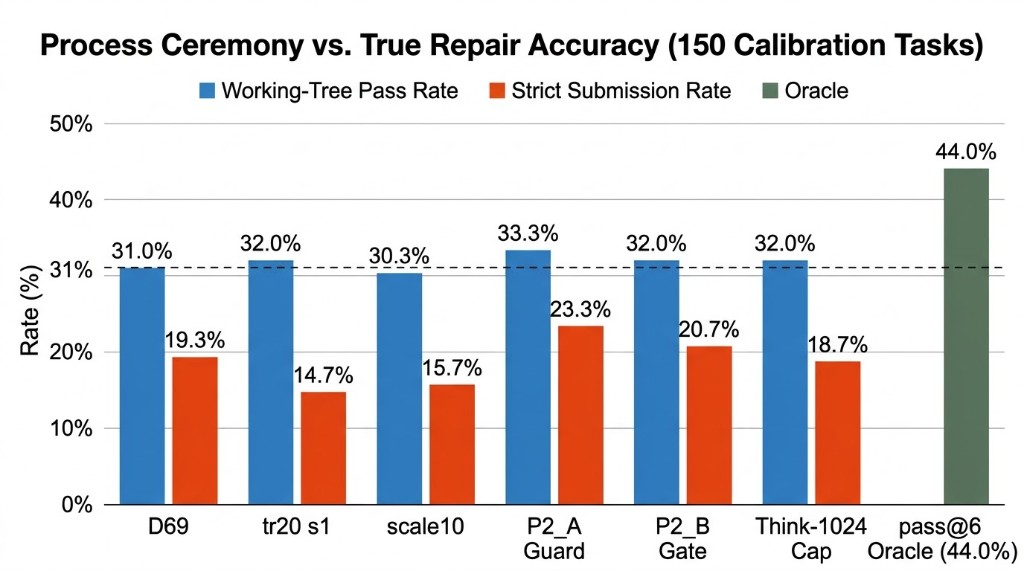 Process Ceremony vs. True Repair Accuracy (150 Calibration Tasks)
Working-Tree Pass Rate Strict Submission Rate Oracle
Rate (%)
50%
40%
31%
20%
10%
0%
31.0%
19.3%
32.0%
14.7%
30.3%
15.7%
33.3%
23.3%
32.0%
20.7%
32.0%
18.7%
44.0%
D69
tr20 s1
scale10
P2_A
Guard
P2_B
Gate
Think-1024
Cap
pass@6
Oracle (44.0%)